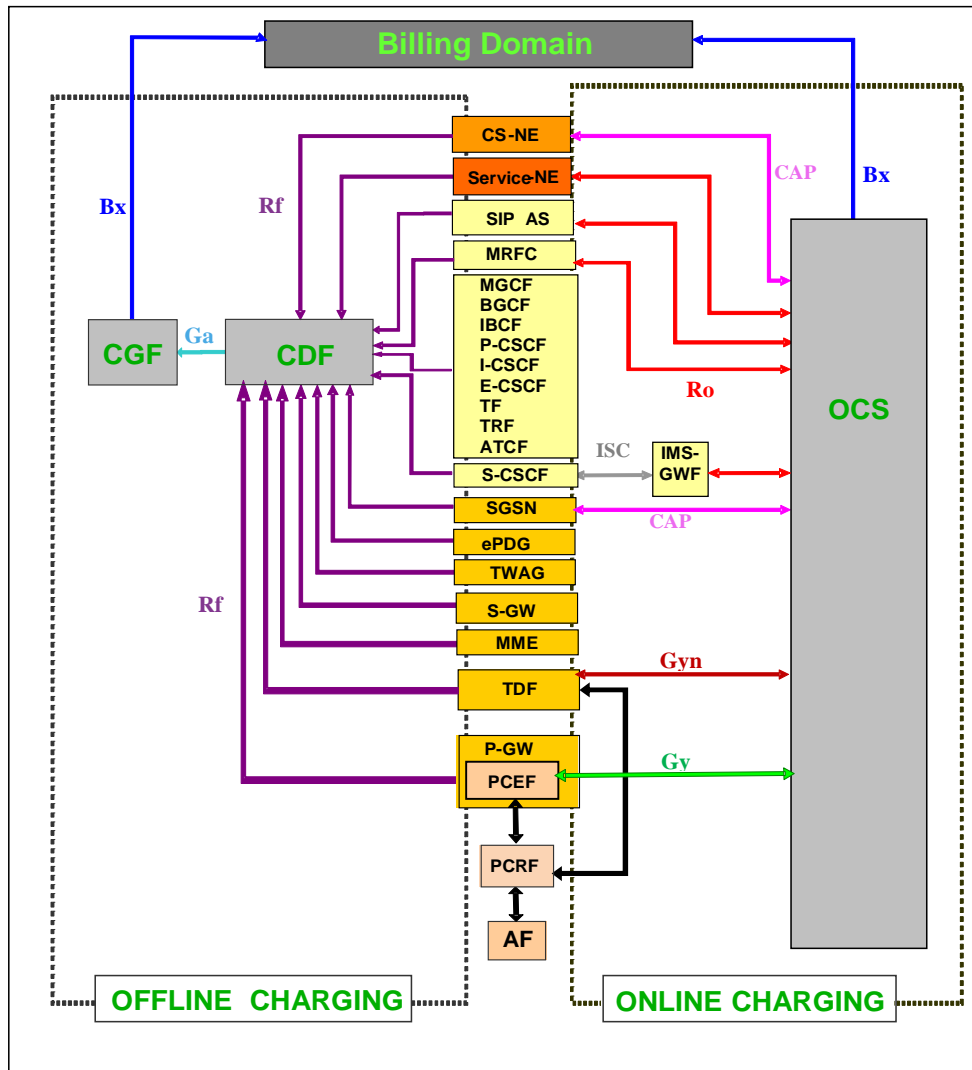 Billing Domain
CS-NE
CAP
Bx
Service-NE
Bx
Rf
SIP AS
MRFC
MGCF
BGCF
IBCF
P-CSCF
I-CSCF
E-CSCF
TF
TRF
ATCF
Ga
CGF
CDF
Ro
OCS
ISC
IMS-
GWF
S-CSCF
SGSN
CAP
ePDG
TWAG
Rf
S-GW
MME
Gyn
TDF
P-GW
PCEF
Gy
PCRF
AF
OFFLINE CHARGING
ONLINE CHARGING